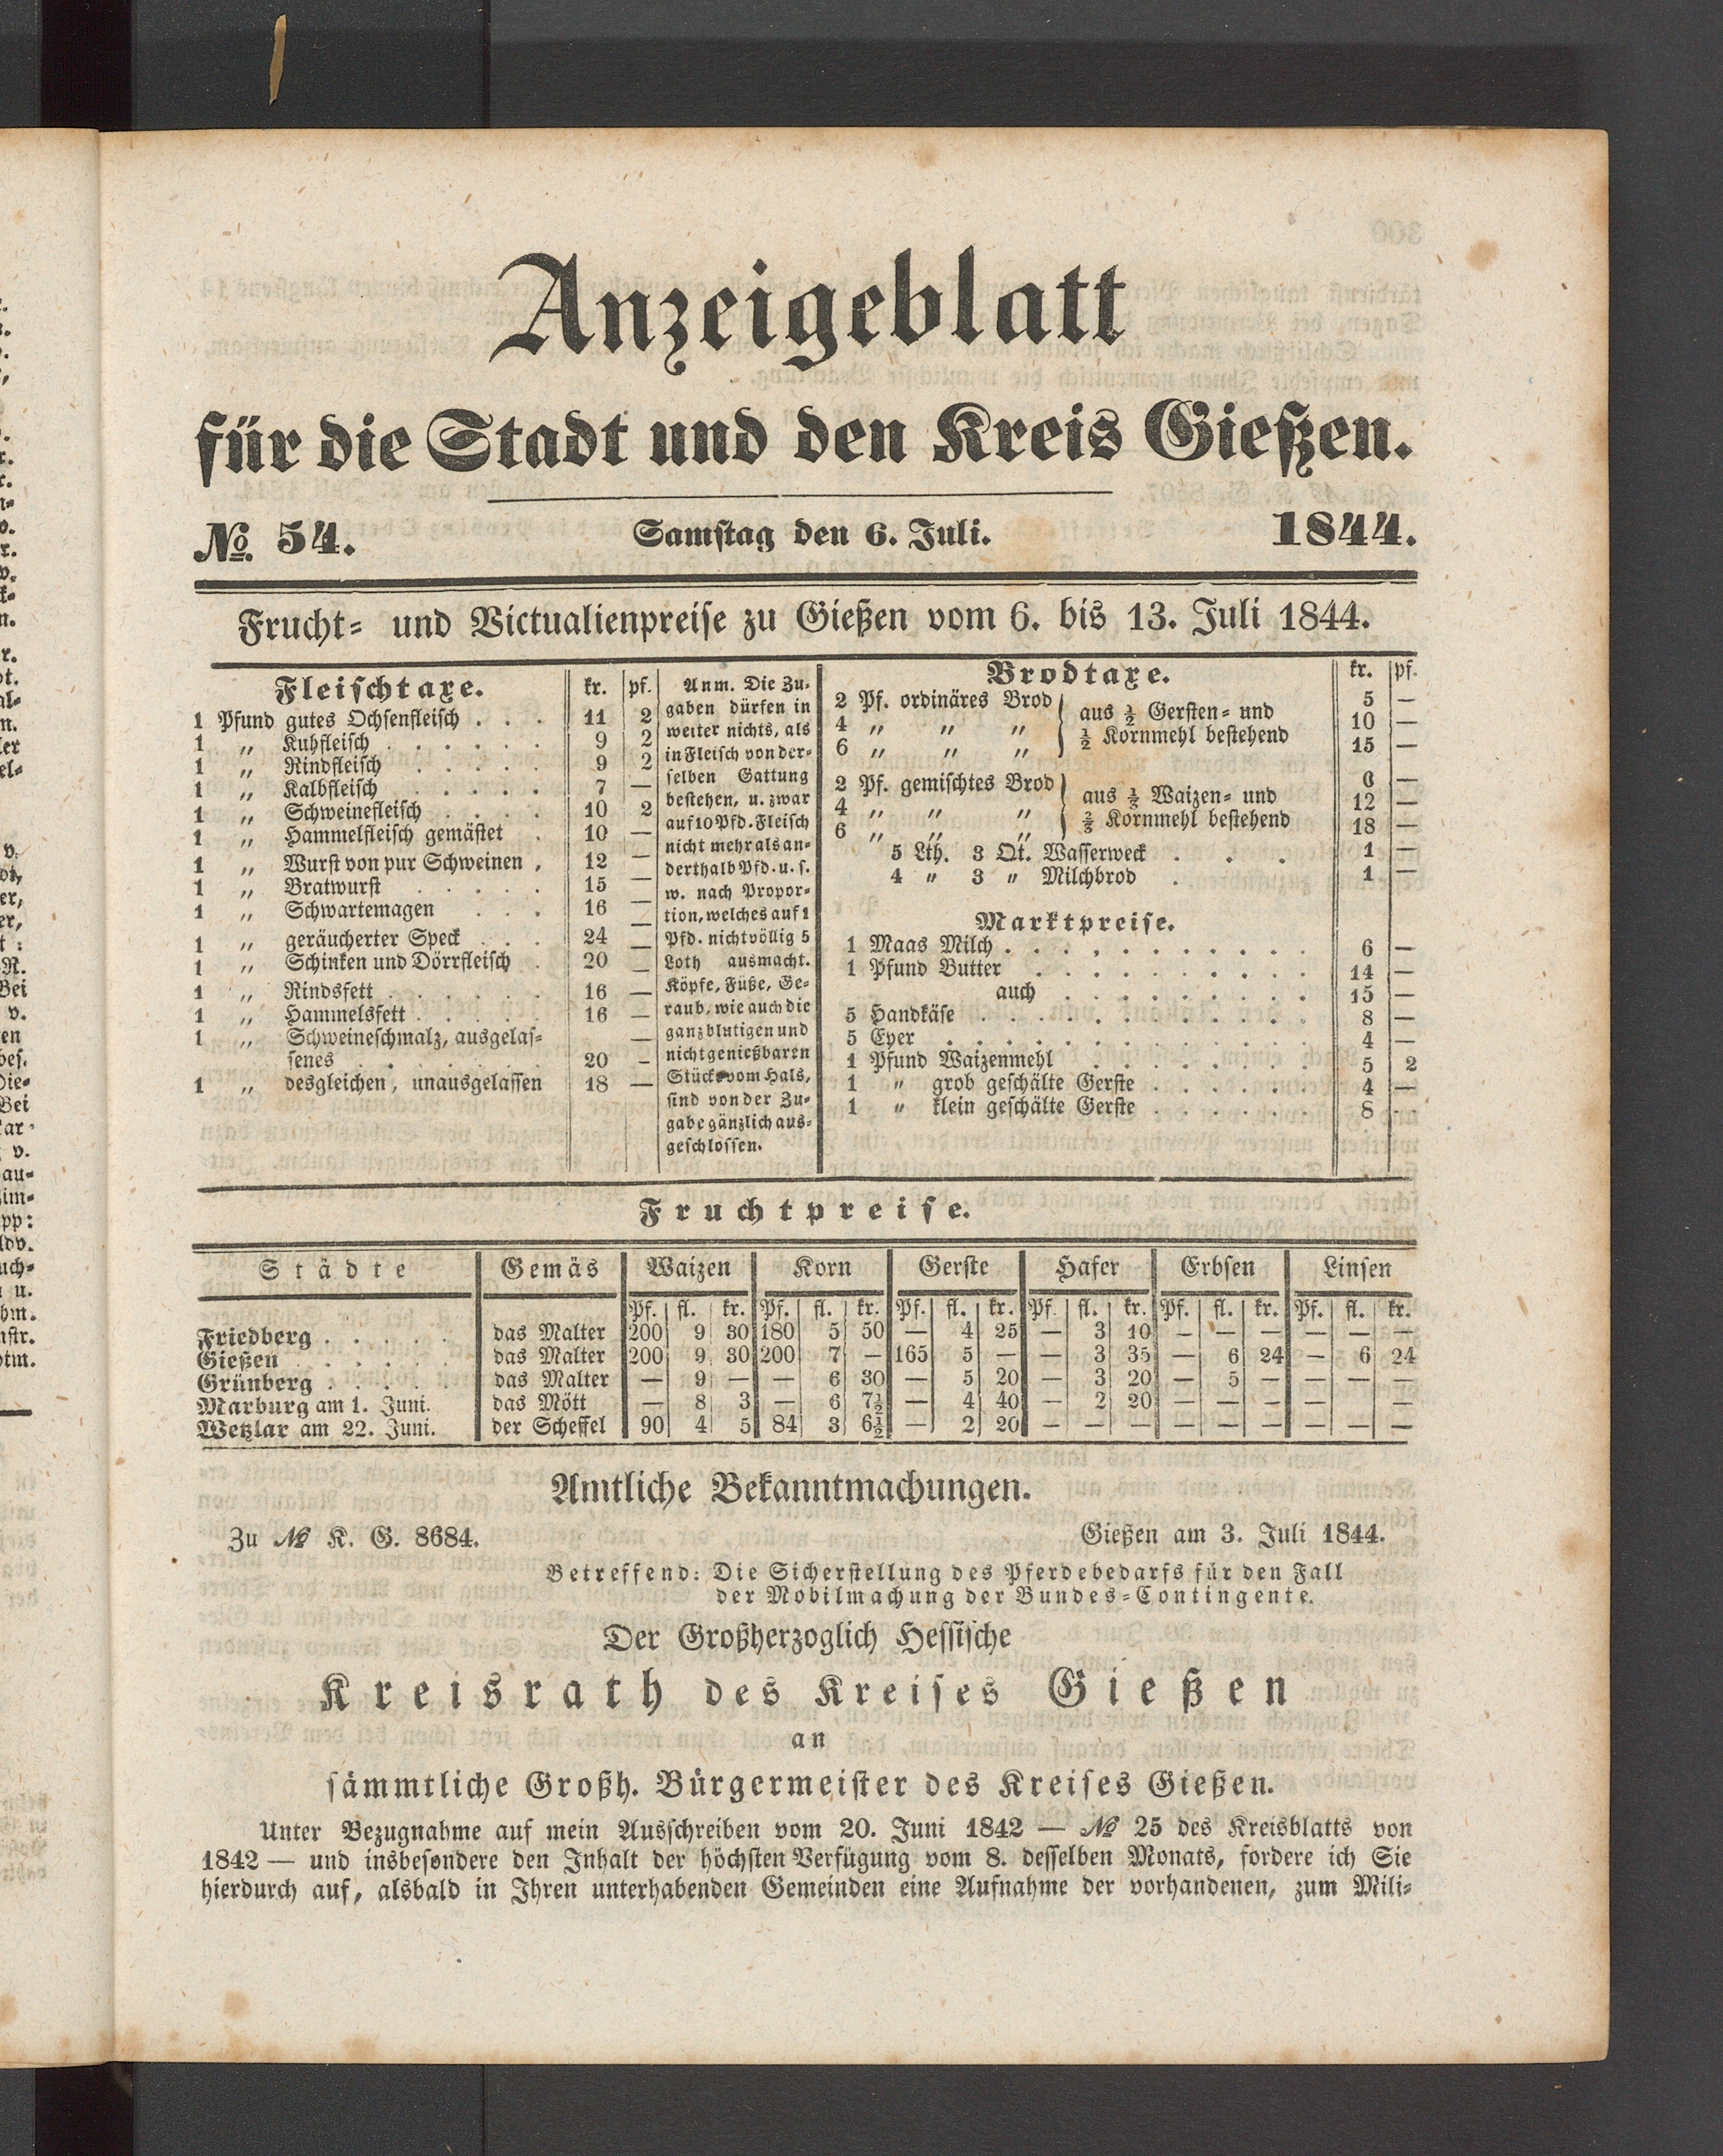 Anzeigeblatt
für die Stadt und den Kreis Gießen.
№ 54. Samstag den 6. Juli. 1844.
Frucht- und Victualienpreise zu Gießen vom 6. bis 13. Juli 1844.
Fleischtaxe. kr. pf.
1 Pfund gutes Ochsenfleisch . . . 11 2
1 „ Kuhfleisch . . . . . . 9 2
1 „ Rindfleisch . . . . . 9 2
1 „ Kalbfleisch . . . . . 7 —
1 „ Schweinefleisch . . . . 10 2
1 „ Hammelfleisch gemästet . 10 —
1 „ Wurst von pur Schweinen . 12 —
1 „ Bratwurst . . . . . 15 —
1 „ Schwartemagen . . . 16 —
1 „ geräucherter Speck . . . 24 —
1 „ Schinken und Dörrfleisch . 20 —
1 „ Rindsfett . . . . . . 16 —
1 „ Hammelsfett . . . . . 16 —
1 „ Schweineschmalz, ausgelas-
senes . . . . . . 20 —
1 „ desgleichen, unausgelassen 18 —
Anm. Die Zu-
gaben dürfen in
weiter nichts, als
in Fleisch von der-
selben Gattung
bestehen, u. zwar
auf 10 Pfd. Fleisch
nicht mehr als an-
derthalb Pfd. u. s.
w. nach Propor-
tion, welches auf 1
Pfd. nicht völlig 5
Loth ausmacht.
Köpfe, Füße, Ge-
raub, wie auch die
ganz blutigen und
nicht genießbaren
Stücke vom Hals,
sind von der Zu-
gabe gänzlich aus-
geschlossen.
Brodtaxe. kr. pf.
2 Pf. ordinäres Brod 5 —
4 „ „ „ aus ½ Gersten- und 10 —
6 „ „ „ ½ Kornmehl bestehend 15 —
2 Pf. gemischtes Brod 6 —
4 „ „ „ aus ⅓ Waizen- und 12 —
6 „ „ „ ⅔ Kornmehl bestehend 18 —
5 Lth. 3 Qt. Wasserweck . . . 1 —
4 „ 3 „ Milchbrod . 1 —
Marktpreise.
1 Maas Milch . . . . . . . . . . 6 —
1 Pfund Butter . . . . . . . . . . 14 —
auch . . . . . . . . . 15 —
5 Handkäse . . . . . . . . . . . 8 —
5 Eyer . . . . . . . . . . . . 4 —
1 Pfund Waizenmehl . . . . . . . . 5 2
1 „ grob geschälte Gerste . . . . . . 4 —
1 „ klein geschälte Gerste . . . . . . 8
Fruchtpreise.
Städte Gemäs Waizen Korn Gerste Hafer Erbsen Linsen
Pf. fl. kr. Pf. fl. kr. Pf. fl. kr. Pf. fl. kr. Pf. fl. kr. Pf. fl. kr.
Friedberg . . . . . das Malter 200 9 30 180 5 50 — 4 25 — 3 10 — — — — — —
Gießen . . . . . . das Malter 200 9 30 200 7 — 165 5 — — 3 35 — 6 24 — 6 24
Grünberg . . . . . das Malter — 9 — — 6 30 — 5 20 — 3 20 — 5 — — — —
Marburg am 1. Juni. das Mött — 8 3 — 6 7½ — 4 40 — 2 20 — — — — — —
Wetzlar am 22. Juni. der Scheffel 90 4 5 84 3 6½ — 2 20 — — — — — — — — —
Amtliche Bekanntmachungen.
Zu № K. G. 8684. Gießen am 3. Juli 1844.
Betreffend: Die Sicherstellung des Pferdebedarfs für den Fall
der Mobilmachung der Bundes-Contingente.
Der Großherzoglich Hessische
Kreisrath des Kreises Gießen
an
sämmtliche Großh. Bürgermeister des Kreises Gießen.
Unter Bezugnahme auf mein Ausschreiben vom 20. Juni 1842 — № 25 des Kreisblatts von
1842 — und insbesondere den Inhalt der höchsten Verfügung vom 8. desselben Monats, fordere ich Sie
hierdurch auf, alsbald in Ihren unterhabenden Gemeinden eine Aufnahme der vorhandenen, zum Mili-